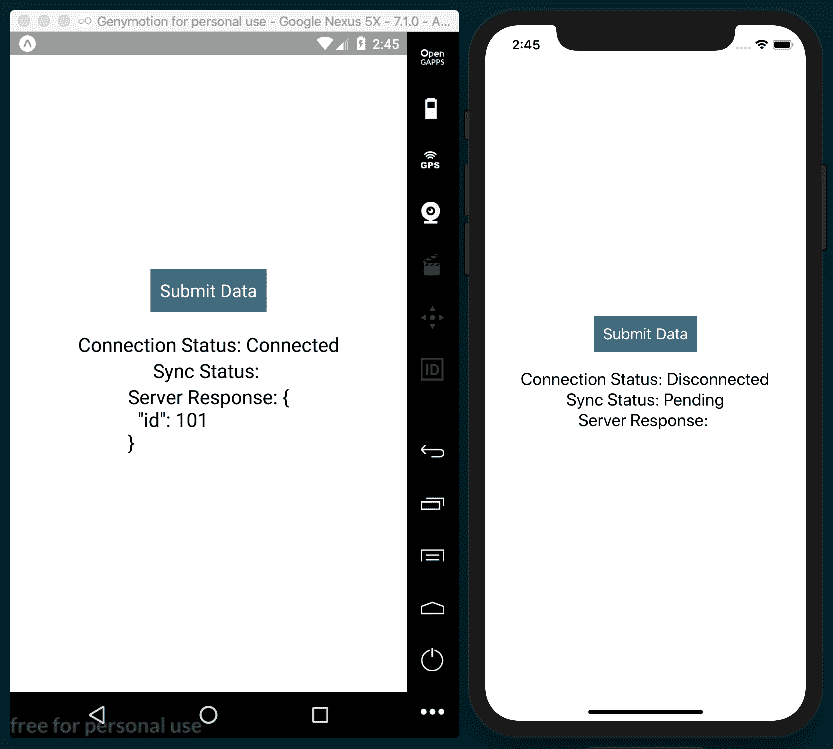 Genymotion for personal use - Google Nexus 5X - 7.1.0 - A...
2:45
Open
GAPPS
GPS
ID
Submit Data
Connection Status: Connected
Sync Status:
Server Response: {
"id": 101
}
free for personal use
2:45
Submit Data
Connection Status: Disconnected
Sync Status: Pending
Server Response: